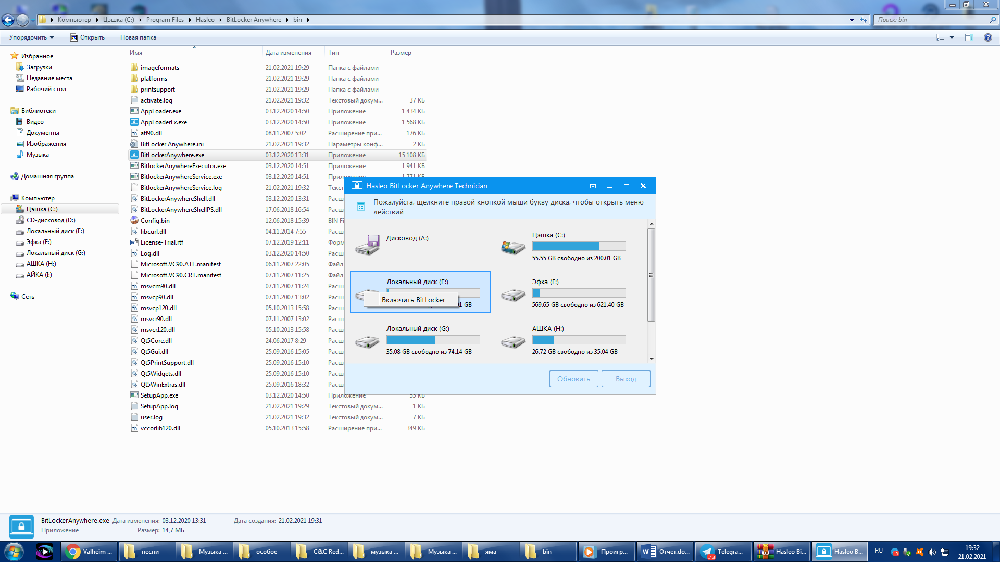 Компьютер
Цэшка (C:)
Program Files
Hasleo
BitLocker Anywhere
bin
Поиск: bin
Упорядочить
Открыть
Новая папка
Избранное
Загрузки
Недавние места
Рабочий стол
Библиотеки
Видео
Документы
Изображения
Музыка
Домашняя группа
Компьютер
Цэшка (C:)
CD-дисковод (D:)
Локальный диск (E:)
Эфка (F:)
Локальный диск (G:)
АШКА (H:)
АЙКА (I:)
Сеть
Имя Дата изменения Тип Размер
imageformats 21.02.2021 19:29 Папка с файлами
platforms 21.02.2021 19:29 Папка с файлами
printsupport 21.02.2021 19:29 Папка с файлами
activate.log 21.02.2021 19:32 Текстовый докум... 37 КБ
AppLoader.exe 03.12.2020 14:50 Приложение 1 434 КБ
AppLoaderEx.exe 03.12.2020 14:50 Приложение 1 568 КБ
atl90.dll 08.11.2007 5:02 Расширение при... 176 КБ
BitLocker Anywhere.ini 21.02.2021 19:32 Параметры конф... 2 КБ
BitLockerAnywhere.exe 03.12.2020 13:31 Приложение 15 108 КБ
BitlockerAnywhereExecutor.exe 03.12.2020 14:51 Приложение 1 941 КБ
BitlockerAnywhereService.exe 03.12.2020 14:51 Приложение 1 771 КБ
BitlockerAnywhereService.log 21.02.2021 19:32 Текс
BitLockerAnywhereShell.dll 03.12.2020 13:31 Расш
BitLockerAnywhereShellPS.dll 17.06.2018 16:54 Расш
Config.bin 12.06.2018 15:39 BIN Fi
libcurl.dll 04.11.2014 7:55 Расш
License-Trial.rtf 07.12.2019 12:11 Форм
Log.dll 03.12.2020 14:50 Расш
Microsoft.VC90.ATL.manifest 06.11.2007 22:05 Файл
Microsoft.VC90.CRT.manifest 07.11.2007 11:25 Файл
msvcm90.dll 07.11.2007 11:24 Расш
msvcp90.dll 07.11.2007 13:02 Расш
msvcp120.dll 05.10.2013 15:58 Расш
msvcr90.dll 07.11.2007 13:02 Расш
msvcr120.dll 05.10.2013 15:58 Расш
Qt5Core.dll 24.06.2017 8:29 Расш
Qt5Gui.dll 25.09.2016 15:05 Расш
Qt5PrintSupport.dll 25.09.2016 15:10 Расш
Qt5Widgets.dll 25.09.2016 15:10 Расш
Qt5WinExtras.dll 25.09.2016 18:32 Расш
SetupApp.exe 03.12.2020 14:50 Приложение 55 КБ
SetupApp.log 21.02.2021 19:29 Текстовый докум... 1 КБ
user.log 21.02.2021 19:32 Текстовый докум... 7 КБ
vccorlib120.dll 05.10.2013 15:58 Расширение при... 349 КБ
Hasleo BitLocker Anywhere Technician
Пожалуйста, щелкните правой кнопкой мыши букву диска, чтобы открыть меню
действий
Дисковод (A:)
Цэшка (C:)
55.55 GB свободно из 200.01 GB
Локальный диск (E:)
Включить BitLocker
1 GB
Эфка (F:)
569.65 GB свободно из 621.40 GB
Локальный диск (G:)
35.08 GB свободно из 74.14 GB
АШКА (H:)
26.72 GB свободно из 35.04 GB
Обновить
Выход
BitLockerAnywhere.exe Дата изменения: 03.12.2020 13:31 Дата создания: 21.02.2021 19:31
Приложение Размер: 14,7 МБ
Valheim ...
песни
Музыка ...
особое
C&C Red...
музыка ...
Музыка ...
яма
bin
Проигр...
Отчёт.do...
Telegra...
13
Hasleo Bi...
Hasleo B...
RU
19:32
21.02.2021